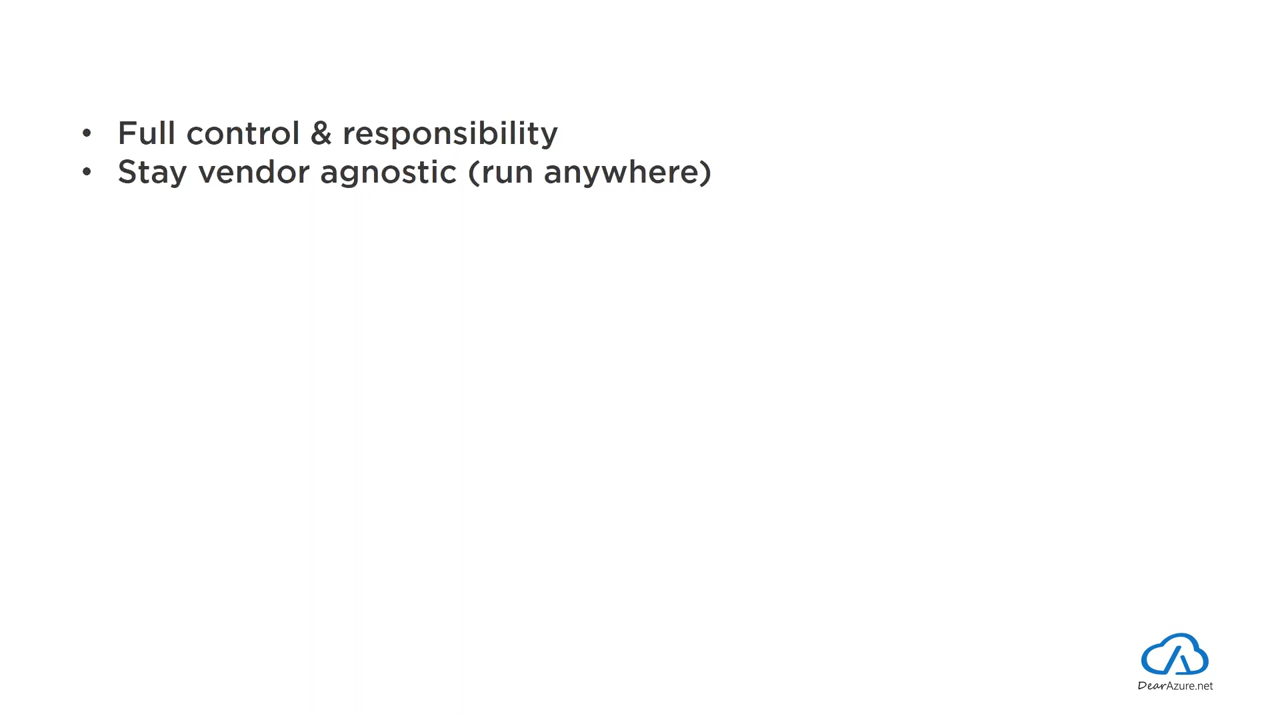 • Full control & responsibility
• Stay vendor agnostic (run anywhere)
DearAzure.net